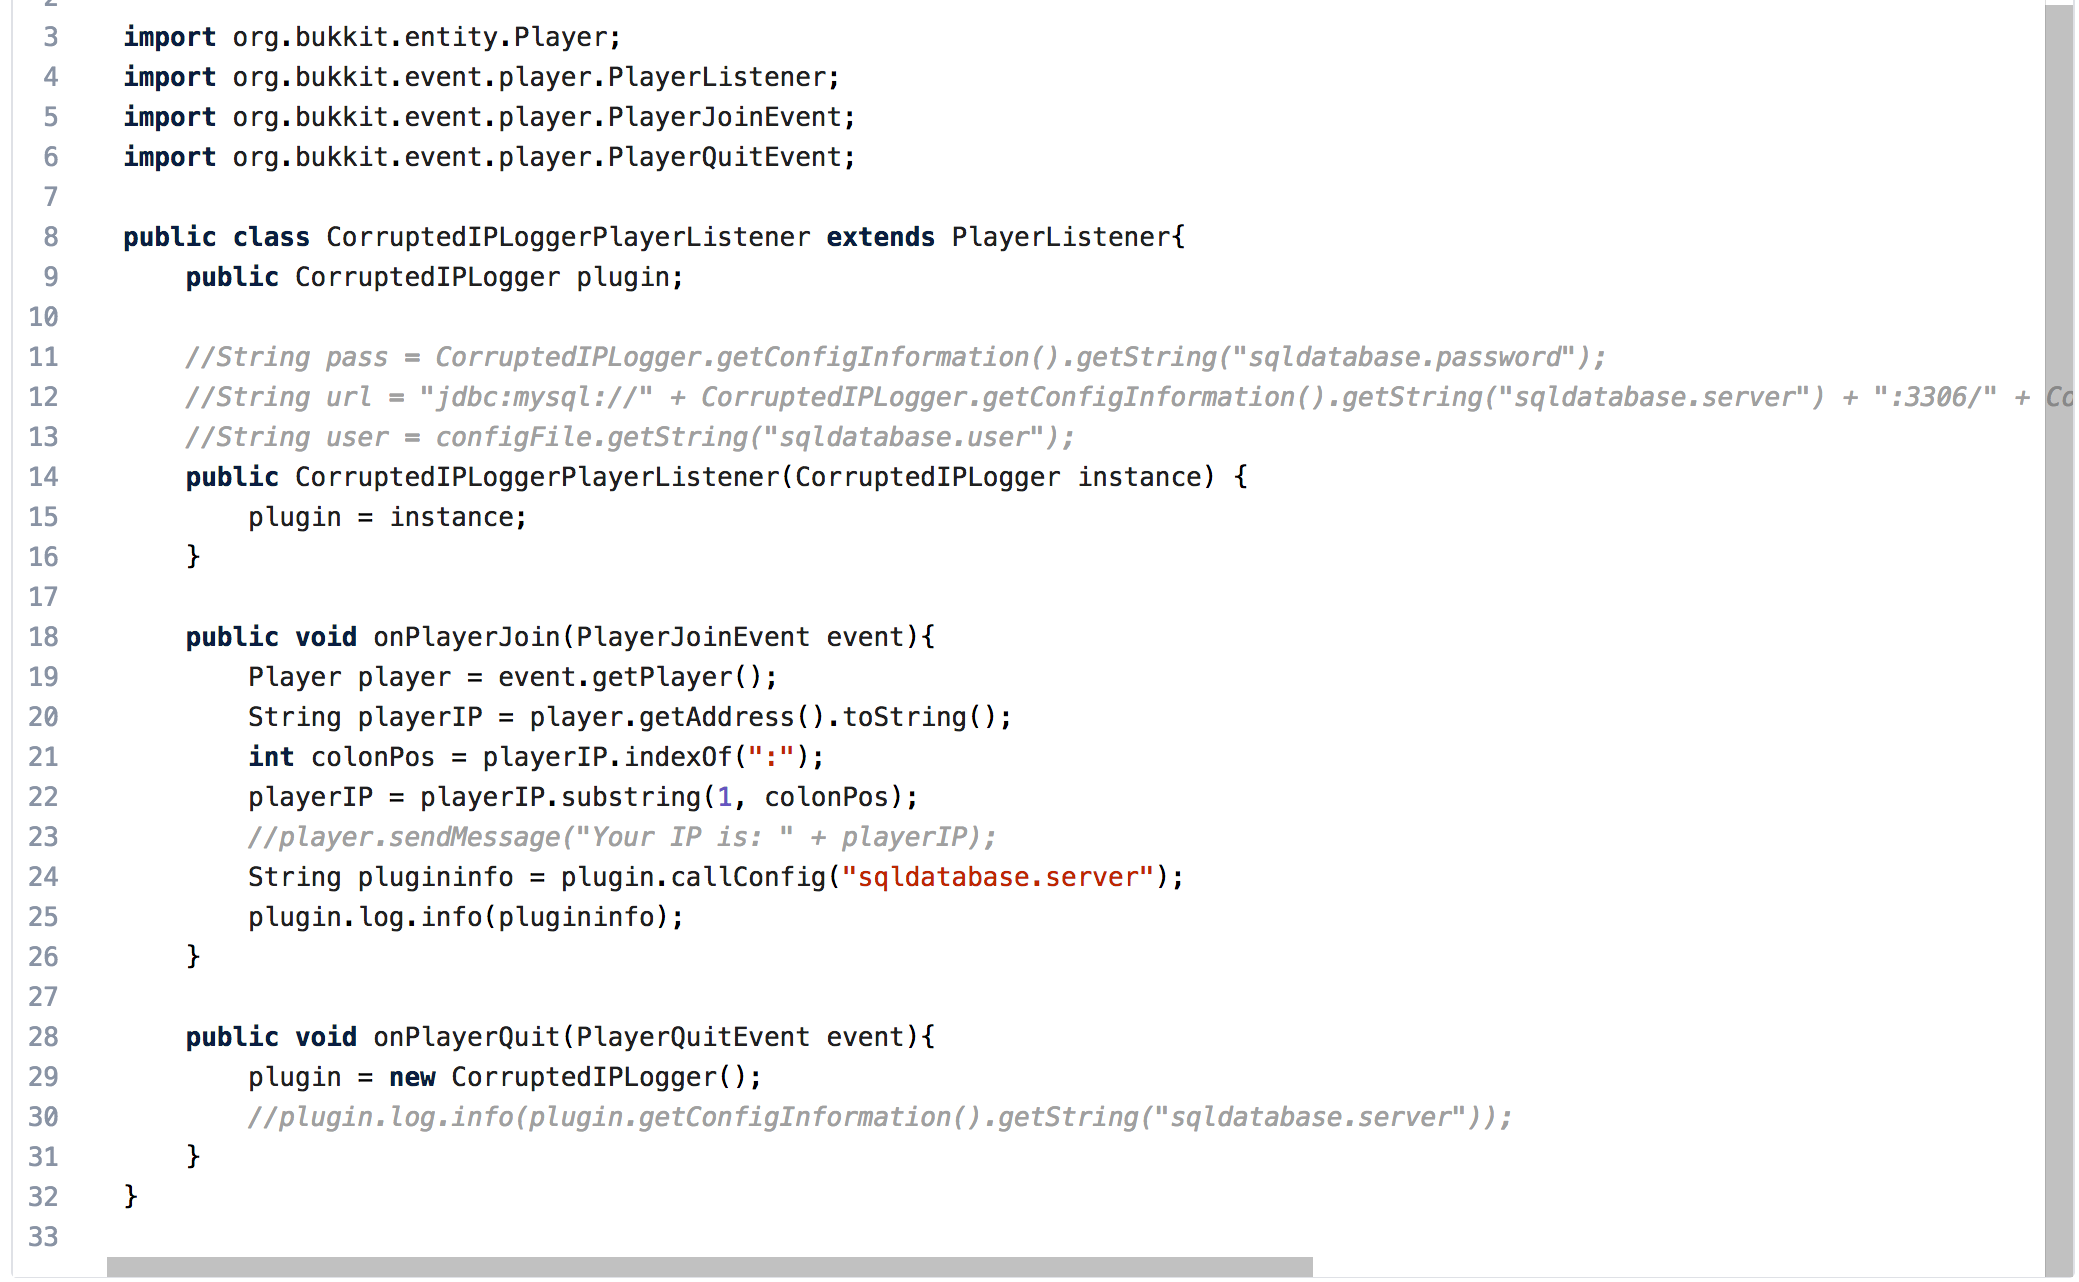 3 import org.bukkit.entity.Player;
4 import org.bukkit.event.player.PlayerListener;
5 import org.bukkit.event.player.PlayerJoinEvent;
6 import org.bukkit.event.player.PlayerQuitEvent;
7
8 public class CorruptedIPLoggerPlayerListener extends PlayerListener{
9     public CorruptedIPLogger plugin;
10
11     //String pass = CorruptedIPLogger.getConfigInformation().getString("sqldatabase.password");
12     //String url = "jdbc:mysql://" + CorruptedIPLogger.getConfigInformation().getString("sqldatabase.server") + ":3306/" + Co
13     //String user = configFile.getString("sqldatabase.user");
14     public CorruptedIPLoggerPlayerListener(CorruptedIPLogger instance) {
15         plugin = instance;
16     }
17
18     public void onPlayerJoin(PlayerJoinEvent event){
19         Player player = event.getPlayer();
20         String playerIP = player.getAddress().toString();
21         int colonPos = playerIP.indexOf(":");
22         playerIP = playerIP.substring(1, colonPos);
23         //player.sendMessage("Your IP is: " + playerIP);
24         String plugininfo = plugin.callConfig("sqldatabase.server");
25         plugin.log.info(plugininfo);
26     }
27
28     public void onPlayerQuit(PlayerQuitEvent event){
29         plugin = new CorruptedIPLogger();
30         //plugin.log.info(plugin.getConfigInformation().getString("sqldatabase.server"));
31     }
32 }
33